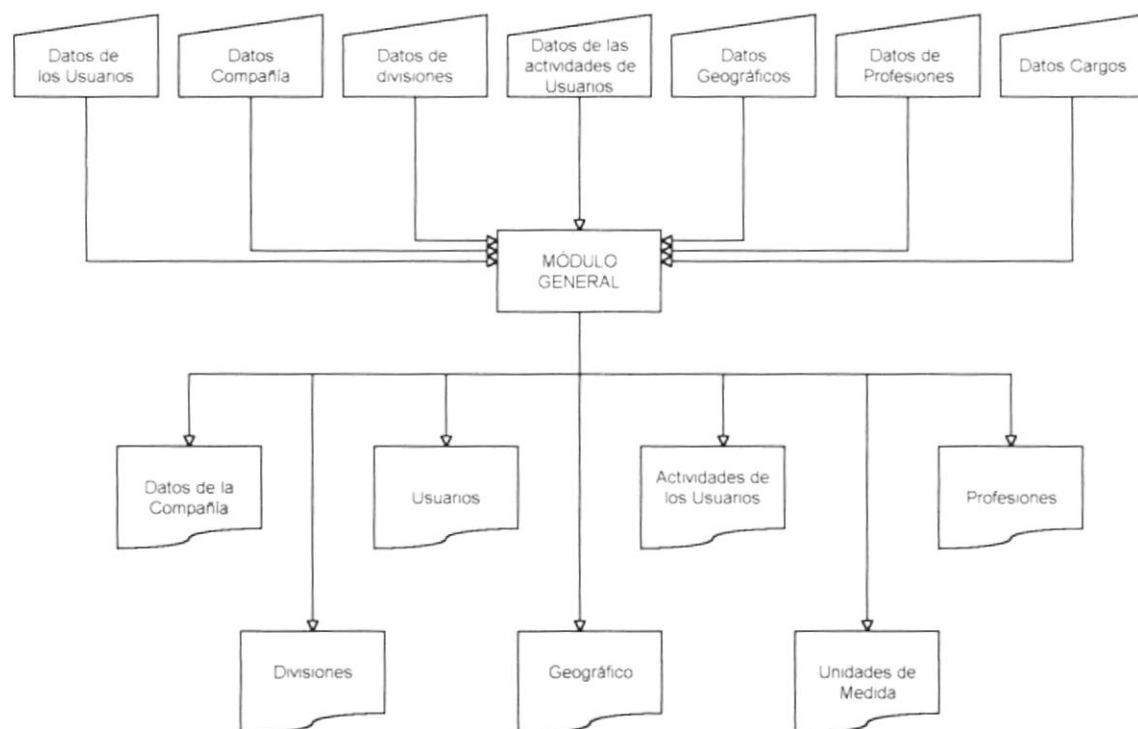 Datos de
los Usuarios
Datos
Compañía
Datos de
divisiones
Datos de las
actividades de
Usuarios
Datos
Geográficos
Datos de
Profesiones
Datos Cargos
MÓDULO
GENERAL
Datos de la
Compañía
Usuarios
Actividades de
los Usuarios
Profesiones
Divisiones
Geográfico
Unidades de
Medida